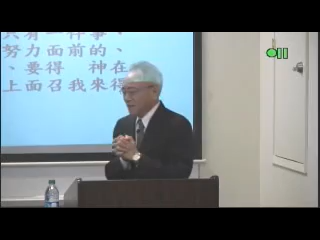 只有一件事、
努力面前的、
、要得　神在
上面召我來得